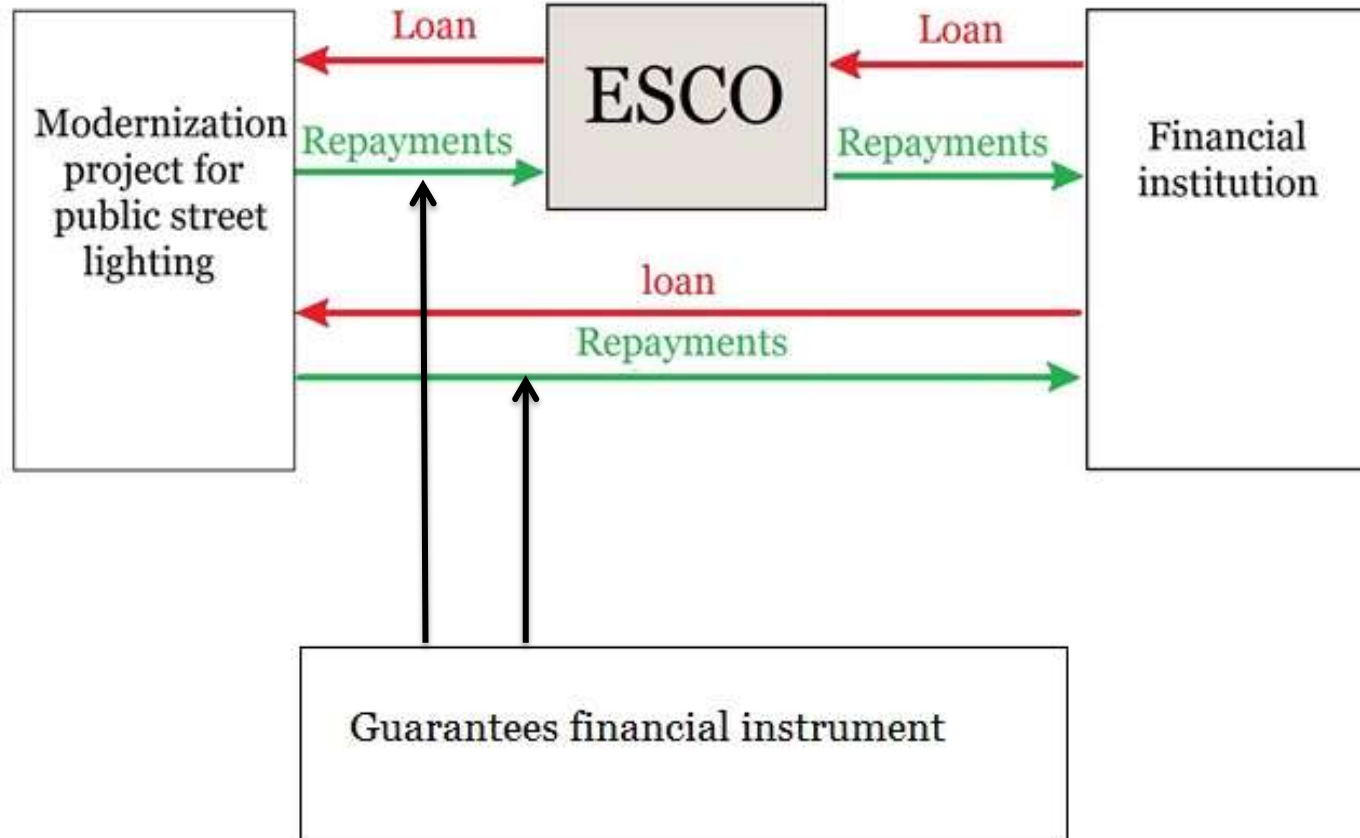 Loan
Loan
ESCO
Modernization
project for
public street
lighting
Repayments
Repayments
Financial
institution
loan
Repayments
Guarantees financial instrument